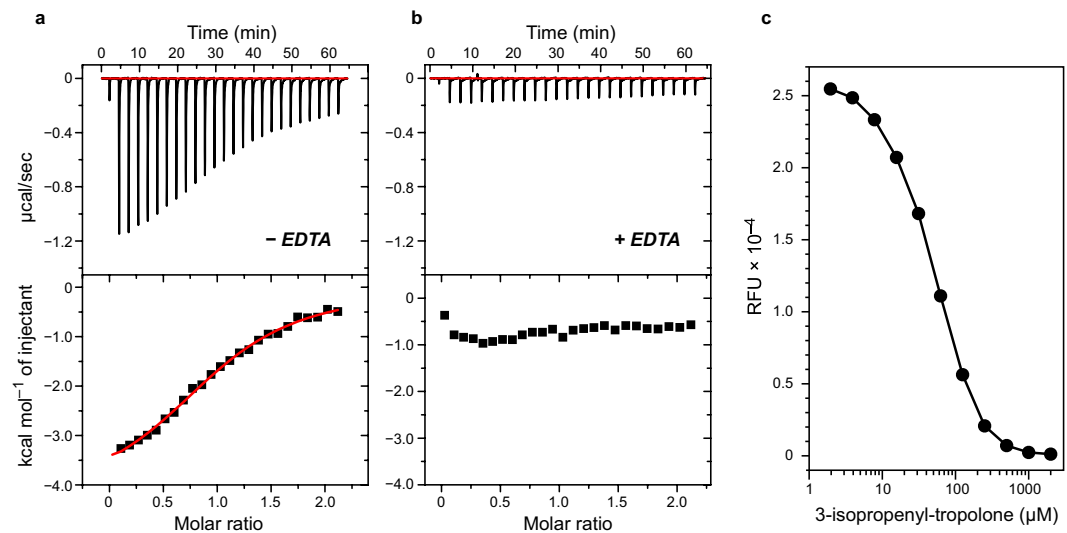 a
Time (min)
0 10 20 30 40 50 60
0
−0.4
−0.8
−1.2
µcal/sec
− EDTA
0
−1.0
−2.0
−3.0
−4.0
kcal mol⁻¹ of injectant
0 0.5 1.0 1.5 2.0
Molar ratio
b
Time (min)
0 10 20 30 40 50 60
0
−0.4
−0.8
−1.2
+ EDTA
0
−1.0
−2.0
−3.0
−4.0
0 0.5 1.0 1.5 2.0
Molar ratio
c
2.5
2.0
1.5
1.0
0.5
0
RFU × 10⁻⁴
1 10 100 1000
3-isopropenyl-tropolone (µM)